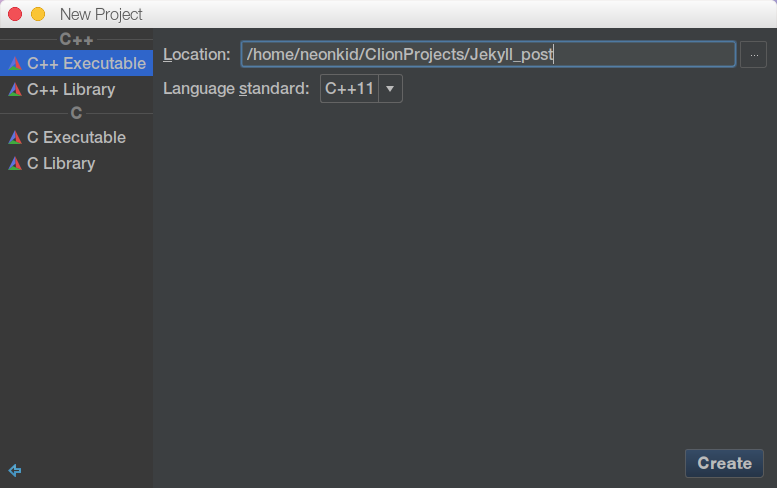 New Project
C++
C++ Executable
C++ Library
C
C Executable
C Library
Location: /home/neonkid/ClionProjects/Jekyll_post ...
Language standard: C++11
Create